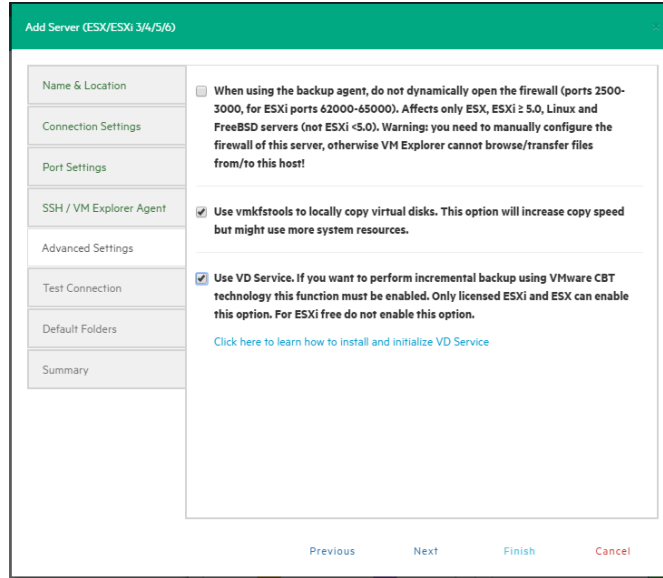 Add Server (ESX/ESXi 3/4/5/6)
Name & Location
Connection Settings
Port Settings
SSH / VM Explorer Agent
Advanced Settings
Test Connection
Default Folders
Summary
When using the backup agent, do not dynamically open the firewall (ports 2500-
3000, for ESXi ports 62000-65000). Affects only ESX, ESXi ≥ 5.0, Linux and
FreeBSD servers (not ESXi <5.0). Warning: you need to manually configure the
firewall of this server, otherwise VM Explorer cannot browse/transfer files
from/to this host!
Use vmkfstools to locally copy virtual disks. This option will increase copy speed
but might use more system resources.
Use VD Service. If you want to perform incremental backup using VMware CBT
technology this function must be enabled. Only licensed ESXi and ESX can enable
this option. For ESXi free do not enable this option.
Click here to learn how to install and initialize VD Service
Previous Next Finish Cancel